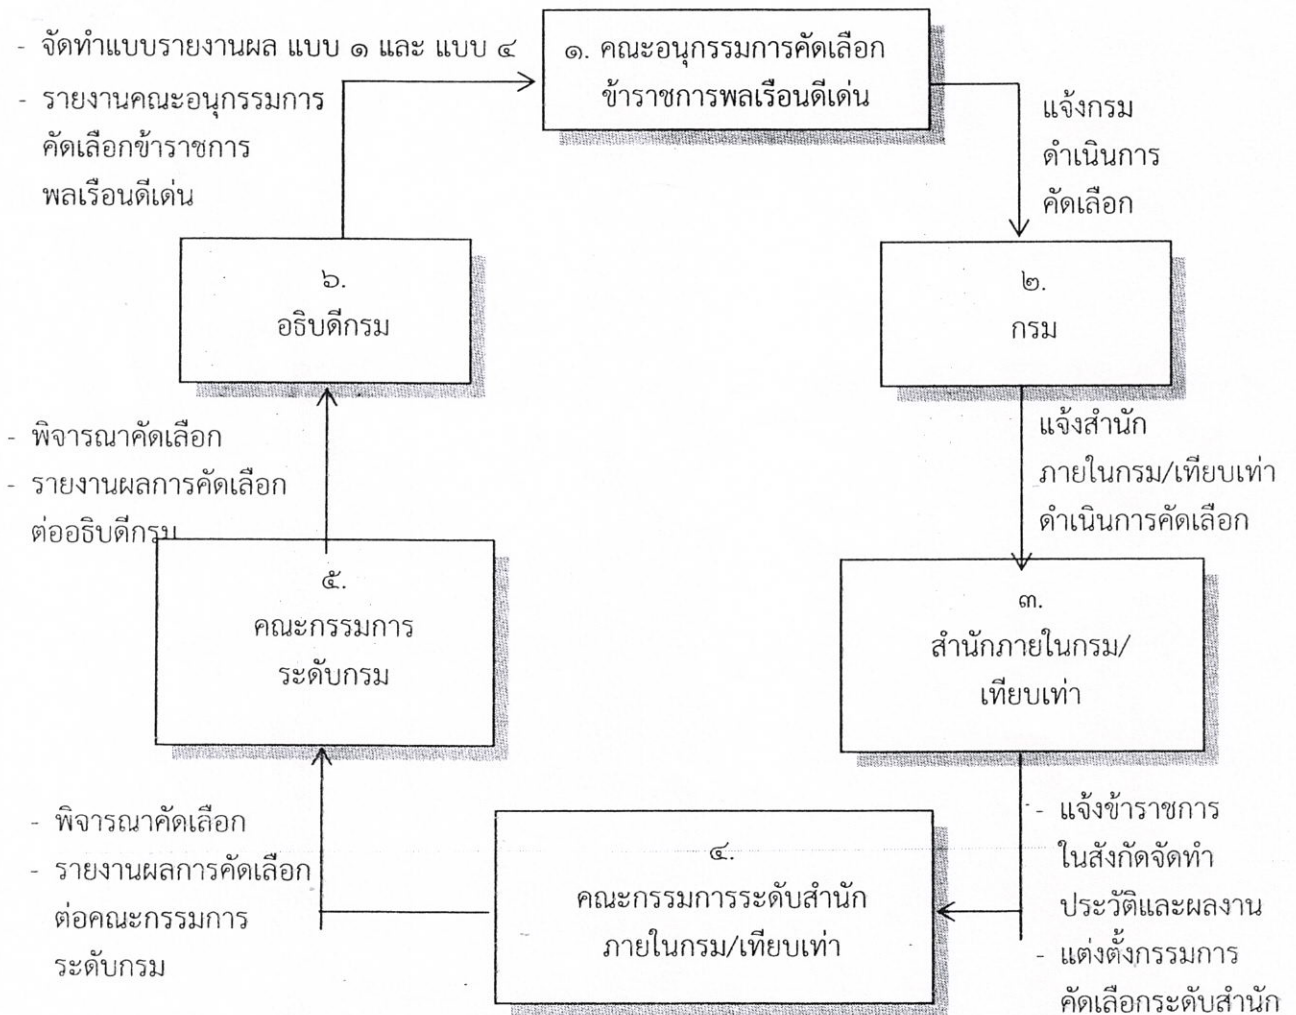 - จัดทำแบบรายงานผล แบบ ๑ และ แบบ ๔
- รายงานคณะอนุกรรมการ
คัดเลือกข้าราชการ
พลเรือนดีเด่น
๑. คณะอนุกรรมการคัดเลือก
ข้าราชการพลเรือนดีเด่น
แจ้งกรม
ดำเนินการ
คัดเลือก
๖.
อธิบดีกรม
๒.
กรม
- พิจารณาคัดเลือก
- รายงานผลการคัดเลือก
ต่ออธิบดีกรม
แจ้งสำนัก
ภายในกรม/เทียบเท่า
ดำเนินการคัดเลือก
๕.
คณะกรรมการ
ระดับกรม
๓.
สำนักภายในกรม/
เทียบเท่า
- พิจารณาคัดเลือก
- รายงานผลการคัดเลือก
ต่อคณะกรรมการ
ระดับกรม
๔.
คณะกรรมการระดับสำนัก
ภายในกรม/เทียบเท่า
- แจ้งข้าราชการ
ในสังกัดจัดทำ
ประวัติและผลงาน
- แต่งตั้งกรรมการ
คัดเลือกระดับสำนัก